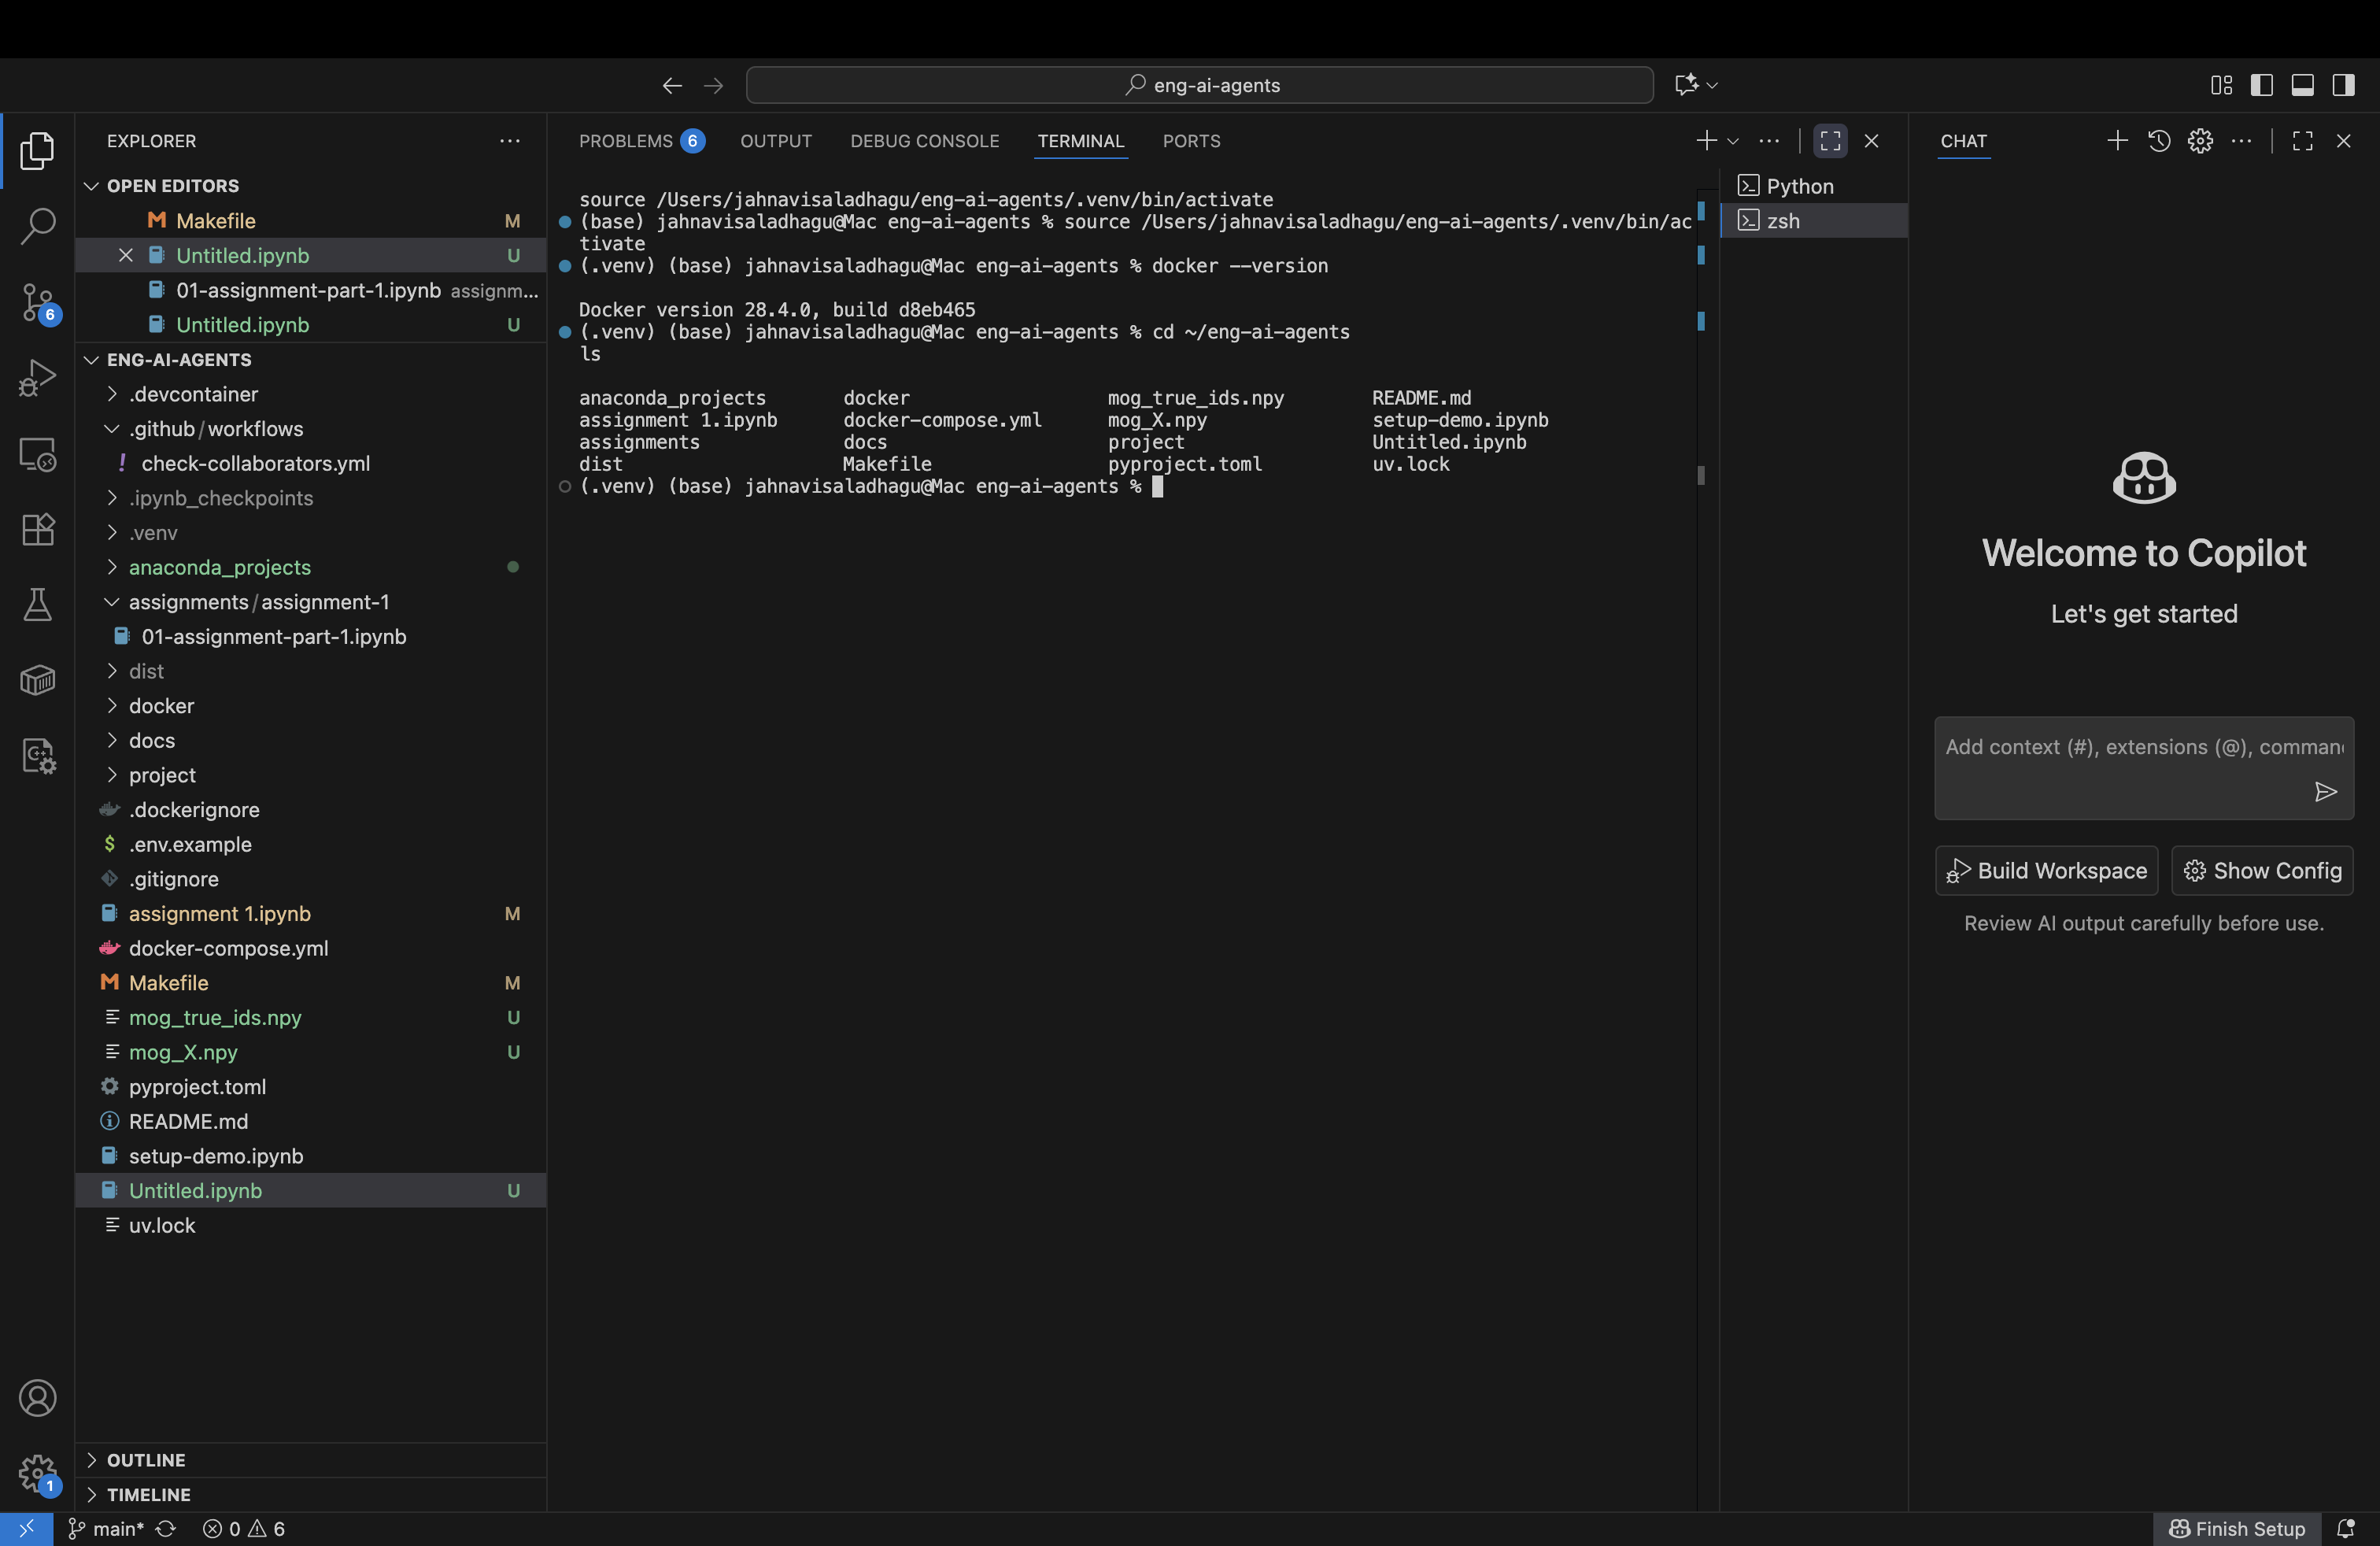 eng-ai-agents
EXPLORER
OPEN EDITORS
Makefile M
Untitled.ipynb U
01-assignment-part-1.ipynb assignm...
Untitled.ipynb U
ENG-AI-AGENTS
.devcontainer
.github/workflows
! check-collaborators.yml
.ipynb_checkpoints
.venv
anaconda_projects
assignments/assignment-1
01-assignment-part-1.ipynb
dist
docker
docs
project
.dockerignore
$ .env.example
.gitignore
assignment 1.ipynb M
docker-compose.yml
Makefile M
mog_true_ids.npy U
mog_X.npy U
pyproject.toml
README.md
setup-demo.ipynb
Untitled.ipynb U
uv.lock
OUTLINE
TIMELINE
6
1
PROBLEMS 6 OUTPUT DEBUG CONSOLE TERMINAL PORTS
source /Users/jahnavisaladhagu/eng-ai-agents/.venv/bin/activate
(base) jahnavisaladhagu@Mac eng-ai-agents % source /Users/jahnavisaladhagu/eng-ai-agents/.venv/bin/ac
tivate
(.venv) (base) jahnavisaladhagu@Mac eng-ai-agents % docker --version
Docker version 28.4.0, build d8eb465
(.venv) (base) jahnavisaladhagu@Mac eng-ai-agents % cd ~/eng-ai-agents
ls
anaconda_projects docker mog_true_ids.npy README.md
assignment 1.ipynb docker-compose.yml mog_X.npy setup-demo.ipynb
assignments docs project Untitled.ipynb
dist Makefile pyproject.toml uv.lock
(.venv) (base) jahnavisaladhagu@Mac eng-ai-agents %
Python
zsh
CHAT
Welcome to Copilot
Let's get started
Add context (#), extensions (@), comman
Build Workspace Show Config
Review AI output carefully before use.
main* 0 6
Finish Setup